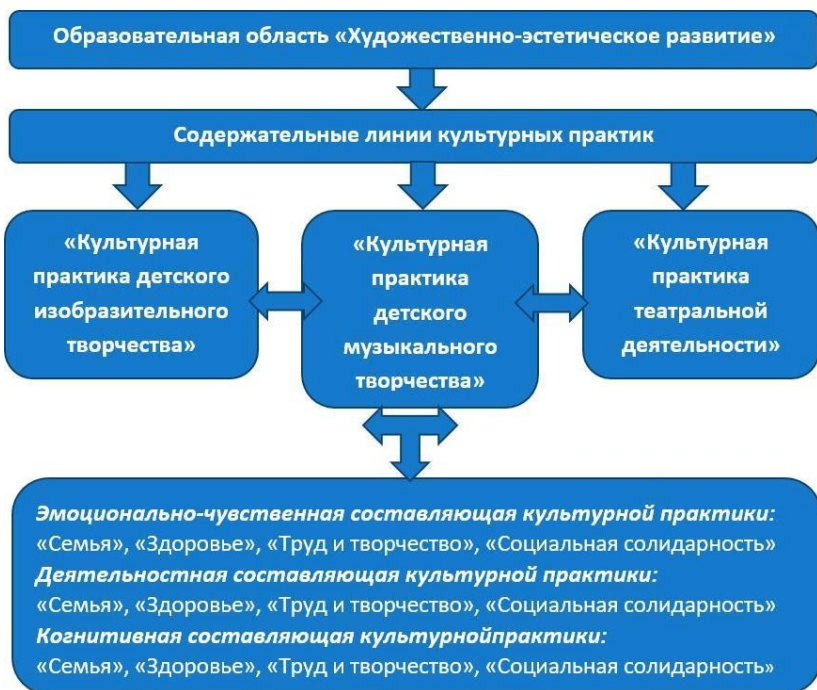 Образовательная область «Художественно-эстетическое развитие»
Содержательные линии культурных практик
«Культурная
практика детского
изобразительного
творчества»
«Культурная
практика
детского
музыкального
творчества»
«Культурная
практика
театральной
деятельности»
Эмоционально-чувственная составляющая культурной практики:
«Семья», «Здоровье», «Труд и творчество», «Социальная солидарность»
Деятельностная составляющая культурной практики:
«Семья», «Здоровье», «Труд и творчество», «Социальная солидарность»
Когнитивная составляющая культурнойпрактики:
«Семья», «Здоровье», «Труд и творчество», «Социальная солидарность»